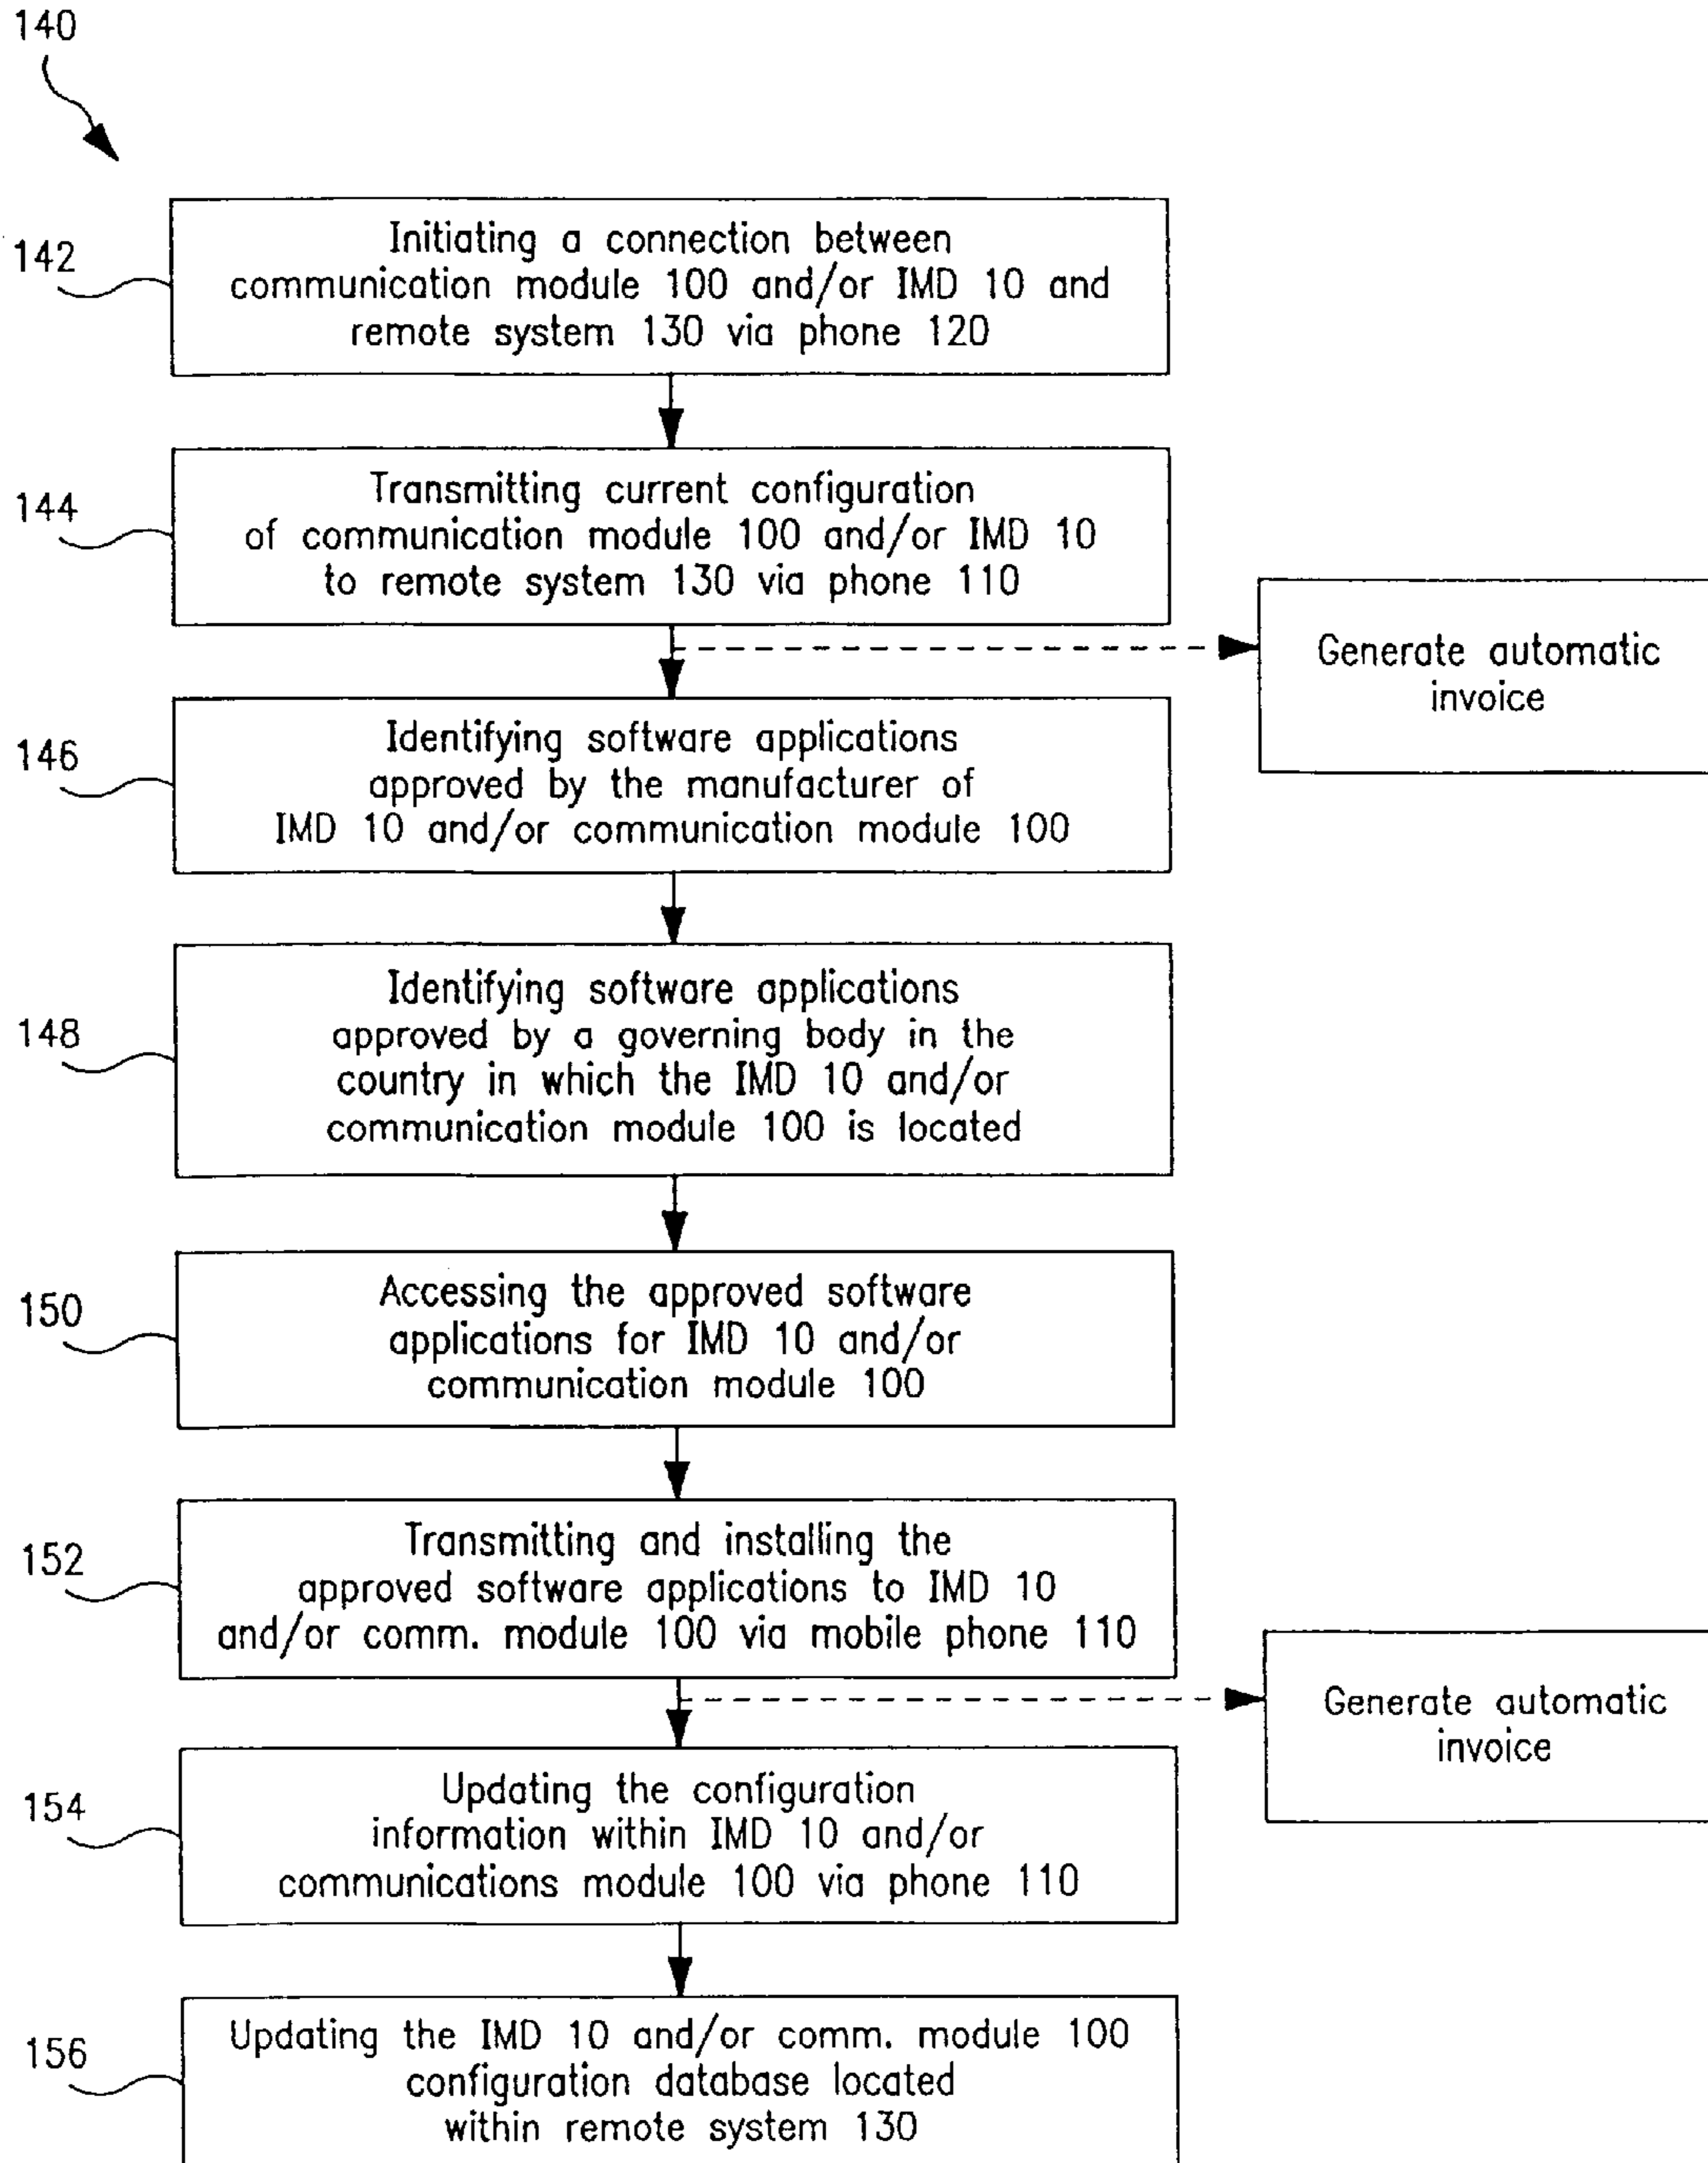 140
142
Initiating a connection between
communication module 100 and/or IMD 10 and
remote system 130 via phone 120
144
Transmitting current configuration
of communication module 100 and/or IMD 10
to remote system 130 via phone 110
Generate automatic
invoice
146
Identifying software applications
approved by the manufacturer of
IMD 10 and/or communication module 100
148
Identifying software applications
approved by a governing body in the
country in which the IMD 10 and/or
communication module 100 is located
150
Accessing the approved software
applications for IMD 10 and/or
communication module 100
152
Transmitting and installing the
approved software applications to IMD 10
and/or comm. module 100 via mobile phone 110
Generate automatic
invoice
154
Updating the configuration
information within IMD 10 and/or
communications module 100 via phone 110
156
Updating the IMD 10 and/or comm. module 100
configuration database located
within remote system 130